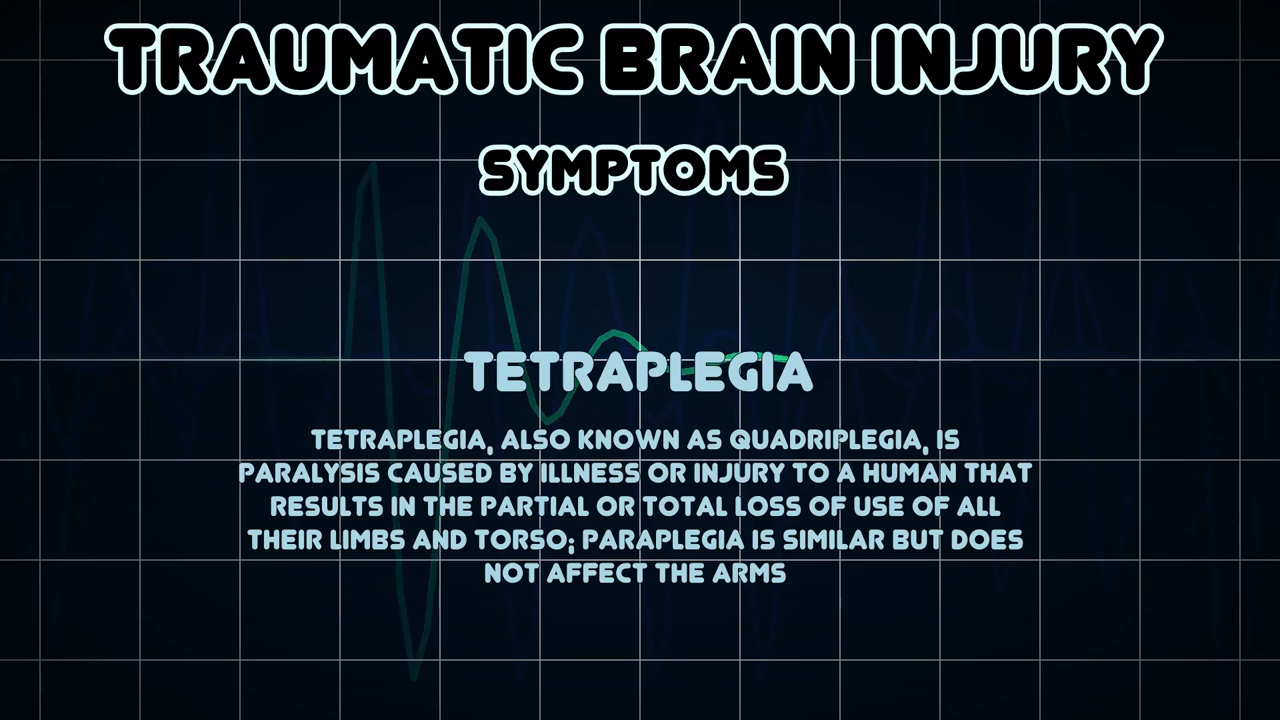 TRAUMATIC BRAIN INJURY
SYMPTOMS
TETRAPLEGIA
TETRAPLEGIA, ALSO KNOWN AS QUADRIPLEGIA, IS
PARALYSIS CAUSED BY ILLNESS OR INJURY TO A HUMAN THAT
RESULTS IN THE PARTIAL OR TOTAL LOSS OF USE OF ALL
THEIR LIMBS AND TORSO; PARAPLEGIA IS SIMILAR BUT DOES
NOT AFFECT THE ARMS